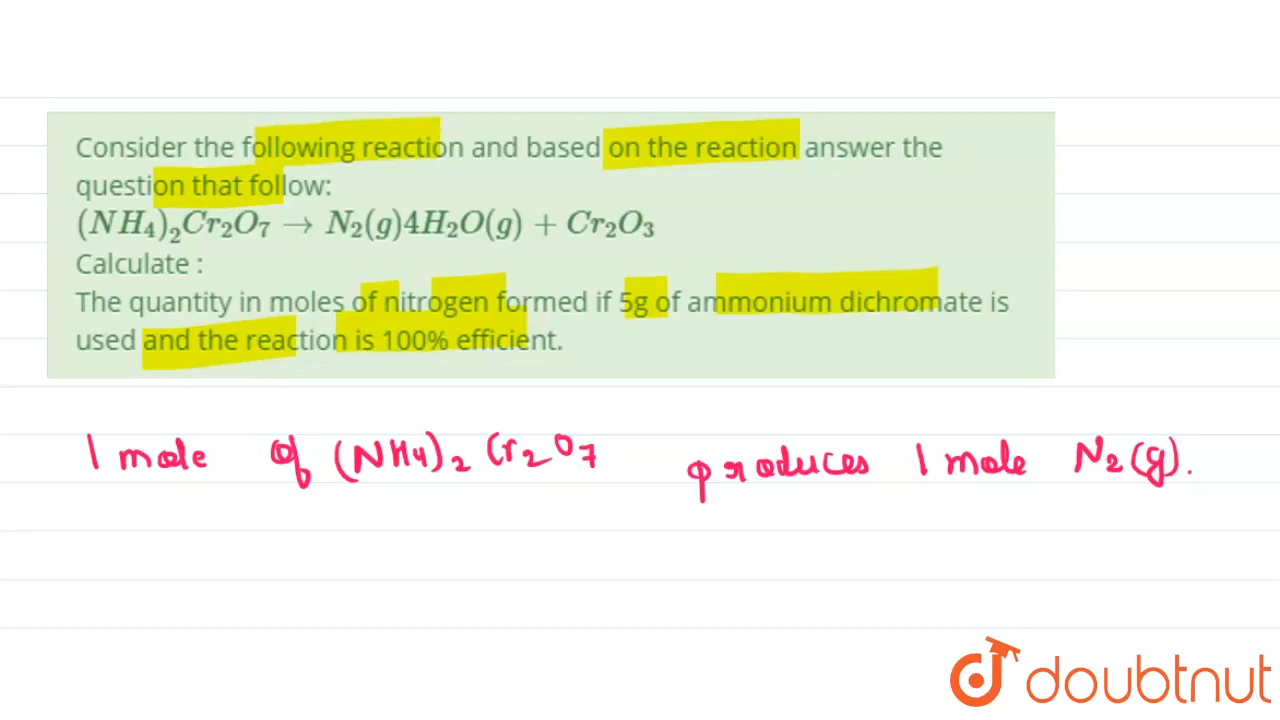 Consider the following reaction and based on the reaction answer the
question that follow:
(NH₄)₂Cr₂O₇ → N₂(g)4H₂O(g) + Cr₂O₃
Calculate :
The quantity in moles of nitrogen formed if 5g of ammonium dichromate is
used and the reaction is 100% efficient.
1 mole of (NH₄)₂ Cr₂O₇ produces 1 mole N₂(g).
doubtnut